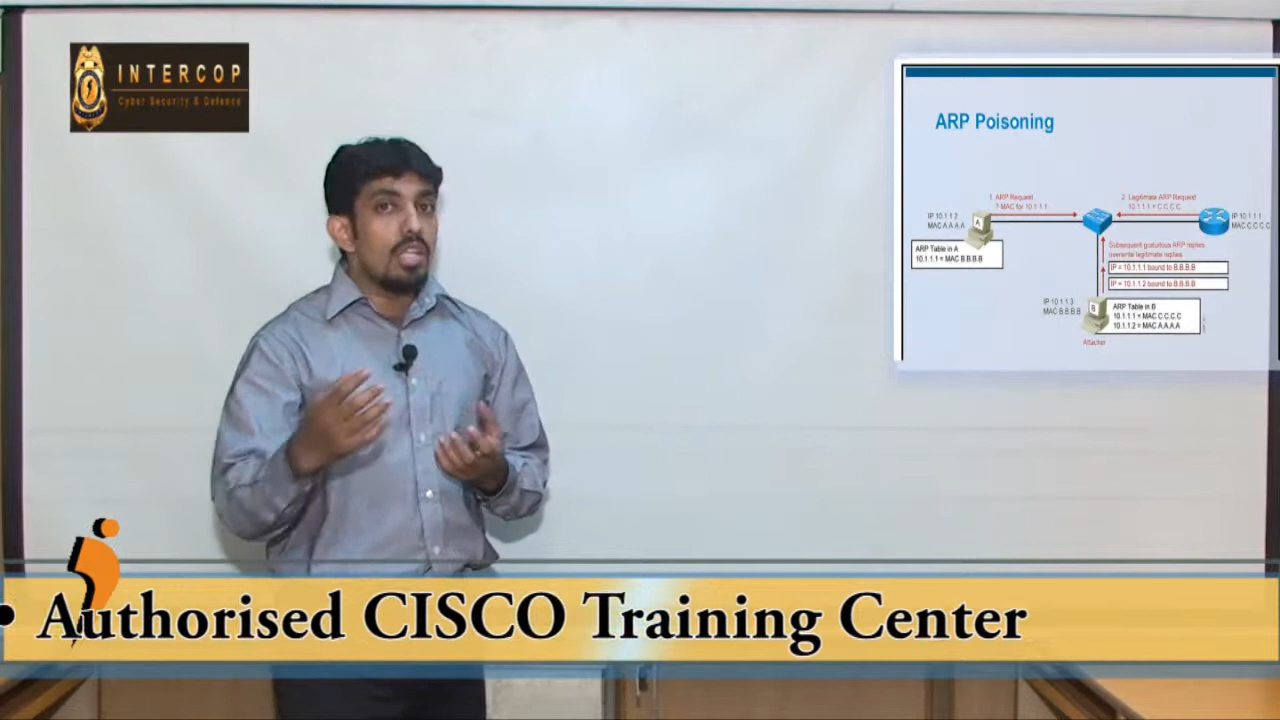 INTERCOP
Cyber Security & Defence
ARP Poisoning
1 ARP Request
? MAC for 10.1.1.1
2 Legitimate ARP Request
10.1.1.1 = C.C.C.C
IP 10.1.1.2
MAC A.A.A.A
A
IP 10.1.1.1
MAC C.C.C.C
ARP Table in A
10.1.1.1 = MAC B.B.B.B
Subsequent gratuitous ARP replies
overwrite legitimate replies
IP = 10.1.1.1 bound to B.B.B.B
IP = 10.1.1.2 bound to B.B.B.B
IP 10.1.1.3
MAC B.B.B.B
B
ARP Table in B
10.1.1.1 = MAC C.C.C.C
10.1.1.2 = MAC A.A.A.A
Attacker
• Authorised CISCO Training Center